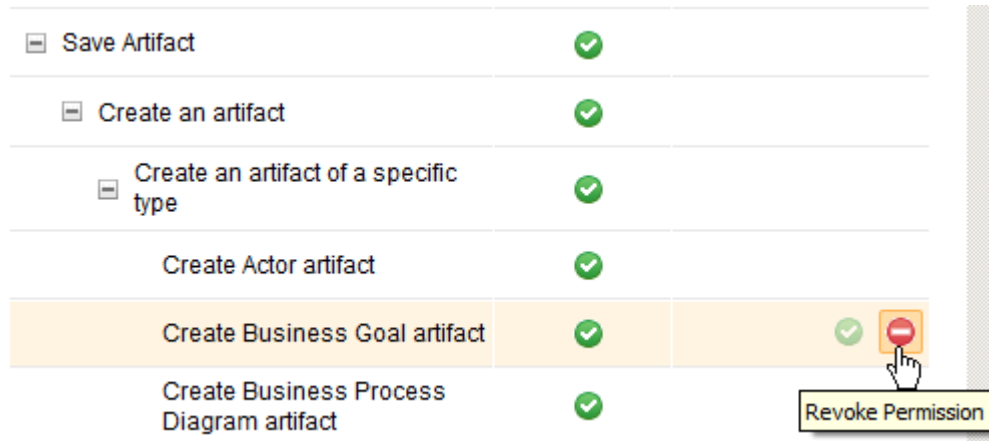 Save Artifact
Create an artifact
Create an artifact of a specific
type
Create Actor artifact
Create Business Goal artifact
Create Business Process
Diagram artifact
Revoke Permission